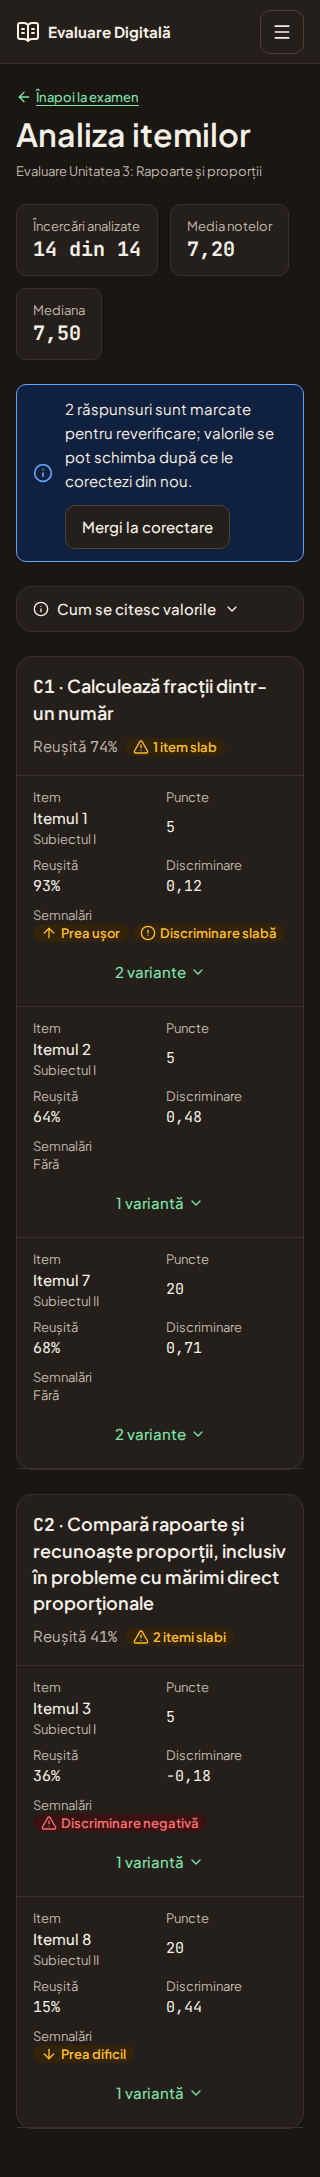 Evaluare Digitală
Înapoi la examen
Analiza itemilor
Evaluare Unitatea 3: Rapoarte și proporții
Încercări analizate
14 din 14
Media notelor
7,20
Mediana
7,50
2 răspunsuri sunt marcate
pentru reverificare; valorile se
pot schimba după ce le
corectezi din nou.
Mergi la corectare
Cum se citesc valorile
C1 · Calculează fracții dintr-
un număr
Reușită 74%
1 item slab
Item
Puncte
Itemul 1
5
Subiectul I
Reușită
Discriminare
93%
0,12
Semnalări
Prea ușor
Discriminare slabă
2 variante
Item
Puncte
Itemul 2
5
Subiectul I
Reușită
Discriminare
64%
0,48
Semnalări
Fără
1 variantă
Item
Puncte
Itemul 7
20
Subiectul II
Reușită
Discriminare
68%
0,71
Semnalări
Fără
2 variante
C2 · Compară rapoarte și
recunoaște proporții, inclusiv
în probleme cu mărimi direct
proporționale
Reușită 41%
2 itemi slabi
Item
Puncte
Itemul 3
5
Subiectul I
Reușită
Discriminare
36%
-0,18
Semnalări
Discriminare negativă
1 variantă
Item
Puncte
Itemul 8
20
Subiectul II
Reușită
Discriminare
15%
0,44
Semnalări
Prea dificil
1 variantă